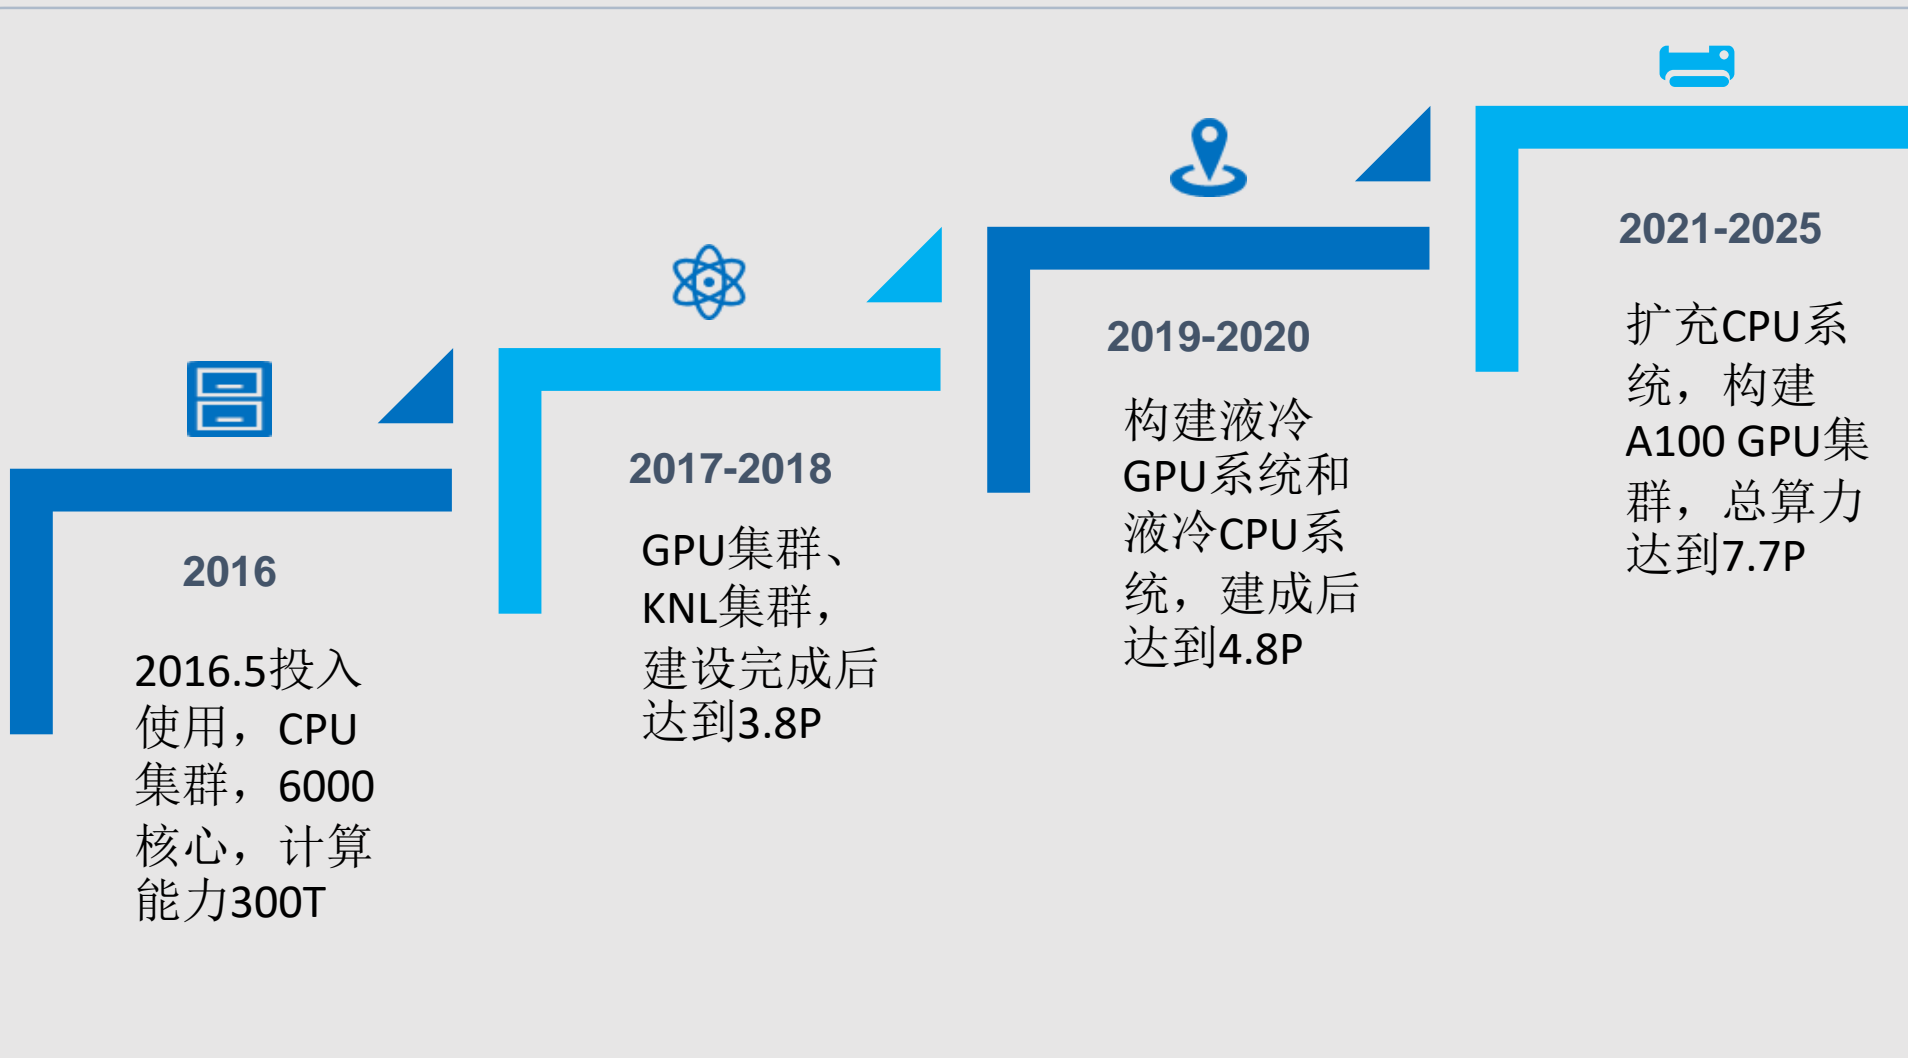 2016
2016.5投入
使用，CPU
集群，6000
核心，计算
能力300T
2017-2018
GPU集群、
KNL集群，
建设完成后
达到3.8P
2019-2020
构建液冷
GPU系统和
液冷CPU系
统，建成后
达到4.8P
2021-2025
扩充CPU系
统，构建
A100 GPU集
群，总算力
达到7.7P